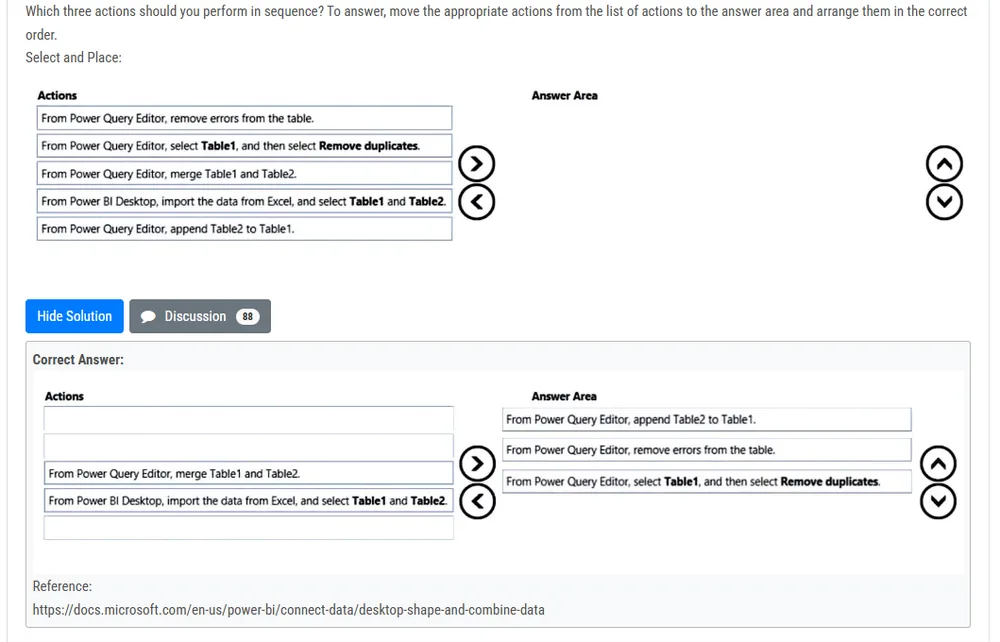 Which three actions should you perform in sequence? To answer, move the appropriate actions from the list of actions to the answer area and arrange them in the correct
order.
Select and Place:
Actions
Answer Area
From Power Query Editor, remove errors from the table.
From Power Query Editor, select Table1, and then select Remove duplicates.
From Power Query Editor, merge Table1 and Table2.
From Power BI Desktop, import the data from Excel, and select Table1 and Table2.
From Power Query Editor, append Table2 to Table1.
Hide Solution
Discussion 88
Correct Answer:
Actions
Answer Area
From Power Query Editor, append Table2 to Table1.
From Power Query Editor, remove errors from the table.
From Power Query Editor, select Table1, and then select Remove duplicates.
From Power Query Editor, merge Table1 and Table2.
From Power BI Desktop, import the data from Excel, and select Table1 and Table2.
Reference:
https://docs.microsoft.com/en-us/power-bi/connect-data/desktop-shape-and-combine-data